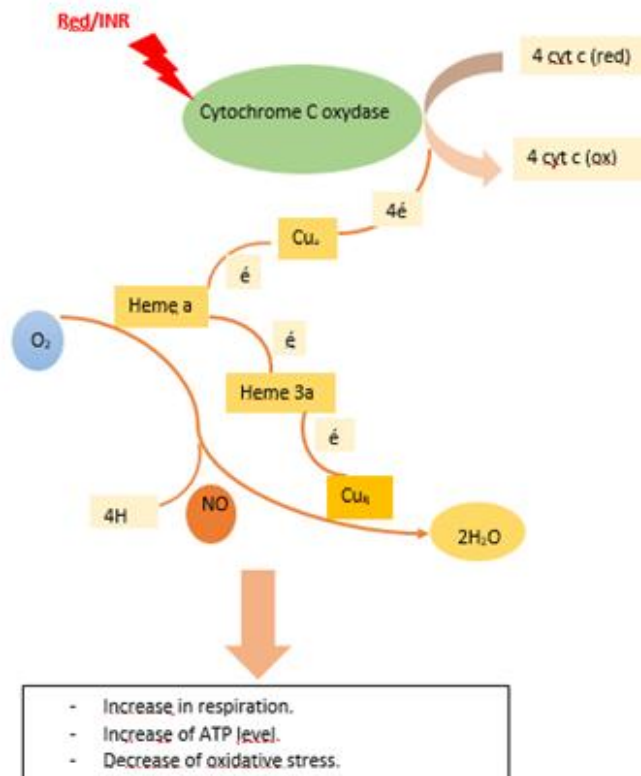 Red/INR
Cytochrome C oxydase
4 cyt c (red)
4 cyt c (ox)
4é
Cuₐ
é
Heme a
O₂
é
Heme 3a
é
Cu
4H
NO
2H₂O
- Increase in respiration.
- Increase of ATP level.
- Decrease of oxidative stress.